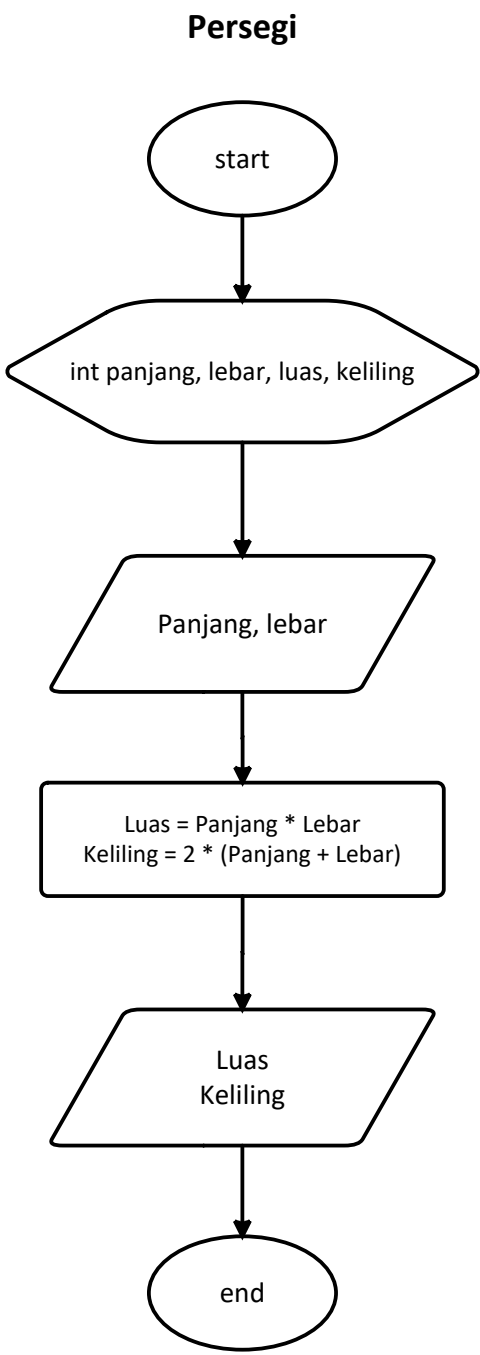 Persegi
start
int panjang, lebar, luas, keliling
Panjang, lebar
Luas = Panjang * Lebar
Keliling = 2 * (Panjang + Lebar)
Luas
Keliling
end